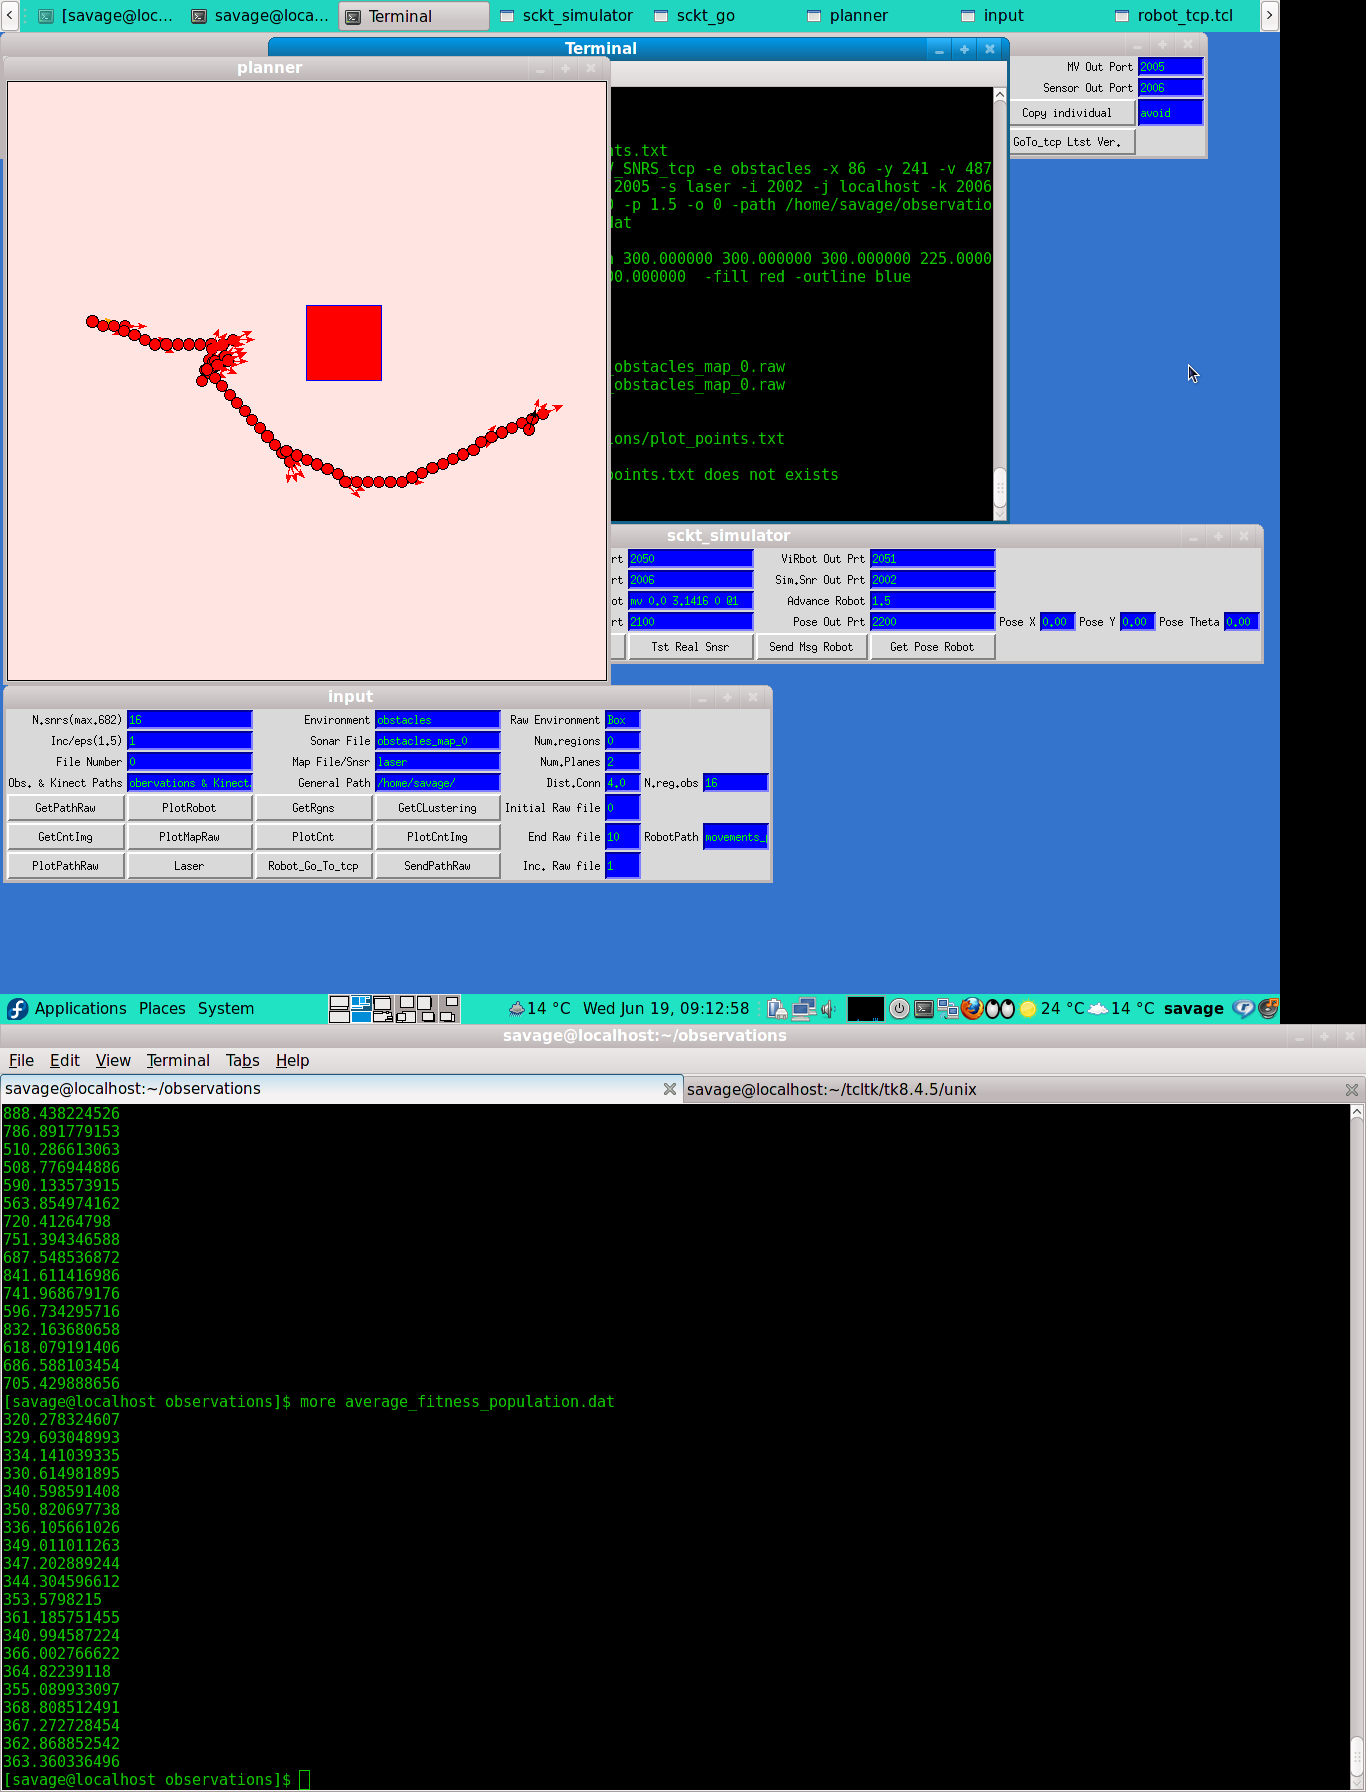 [savage@loc... savage@loca... Terminal sckt_simulator sckt_go planner input robot_tcp.tcl
Terminal
planner
MV Out Port 2005
Sensor Out Port 2006
Copy individual avoid
GoTo_tcp Ltst Ver.
ts.txt
_SNRS_tcp -e obstacles -x 86 -y 241 -v 487
2005 -s laser -i 2002 -j localhost -k 2006
-p 1.5 -o 0 -path /home/savage/observatio
at
300.000000 300.000000 300.000000 225.0000
0.000000 -fill red -outline blue
obstacles_map_0.raw
obstacles_map_0.raw
ons/plot_points.txt
oints.txt does not exists
sckt_simulator
rt 2050 ViRbot Out Prt 2051
rt 2006 Sim.Snr Out Prt 2002
ot mv 0.0 3.1416 0 @1 Advance Robot 1.5
rt 2100 Pose Out Prt 2200 Pose X 0.00 Pose Y 0.00 Pose Theta 0.00
Tst Real Snsr Send Msg Robot Get Pose Robot
input
N.snrs(max.682) 16 Environment obstacles Raw Environment Box
Inc/eps(1.5) 1 Sonar File obstacles_map_0 Num.regions 0
File Number 0 Map File/Snsr laser Num.Planes 2
Obs. & Kinect Paths obervations & Kinect. General Path /home/savage/ Dist.Conn 4.0 N.reg.obs 16
GetPathRaw PlotRobot GetRgns GetCLustering Initial Raw file 0
GetCntImg PlotMapRaw PlotCnt PlotCntImg End Raw file 10 RobotPath movements_
PlotPathRaw Laser Robot_Go_To_tcp SendPathRaw Inc. Raw file 1
Applications Places System 14 °C Wed Jun 19, 09:12:58 24 °C 14 °C savage
savage@localhost:~/observations
File Edit View Terminal Tabs Help
savage@localhost:~/observations savage@localhost:~/tcltk/tk8.4.5/unix
888.438224526
786.891779153
510.286613063
508.776944886
590.133573915
563.854974162
720.41264798
751.394346588
687.548536872
841.611416986
741.968679176
596.734295716
832.163680658
618.079191406
686.588103454
705.429888656
[savage@localhost observations]$ more average_fitness_population.dat
320.278324607
329.693048993
334.141039335
330.614981895
340.598591408
350.820697738
336.105661026
349.011011263
347.202889244
344.304596612
353.5798215
361.185751455
340.994587224
366.002766622
364.82239118
355.089933097
368.808512491
367.272728454
362.868852542
363.360336496
[savage@localhost observations]$